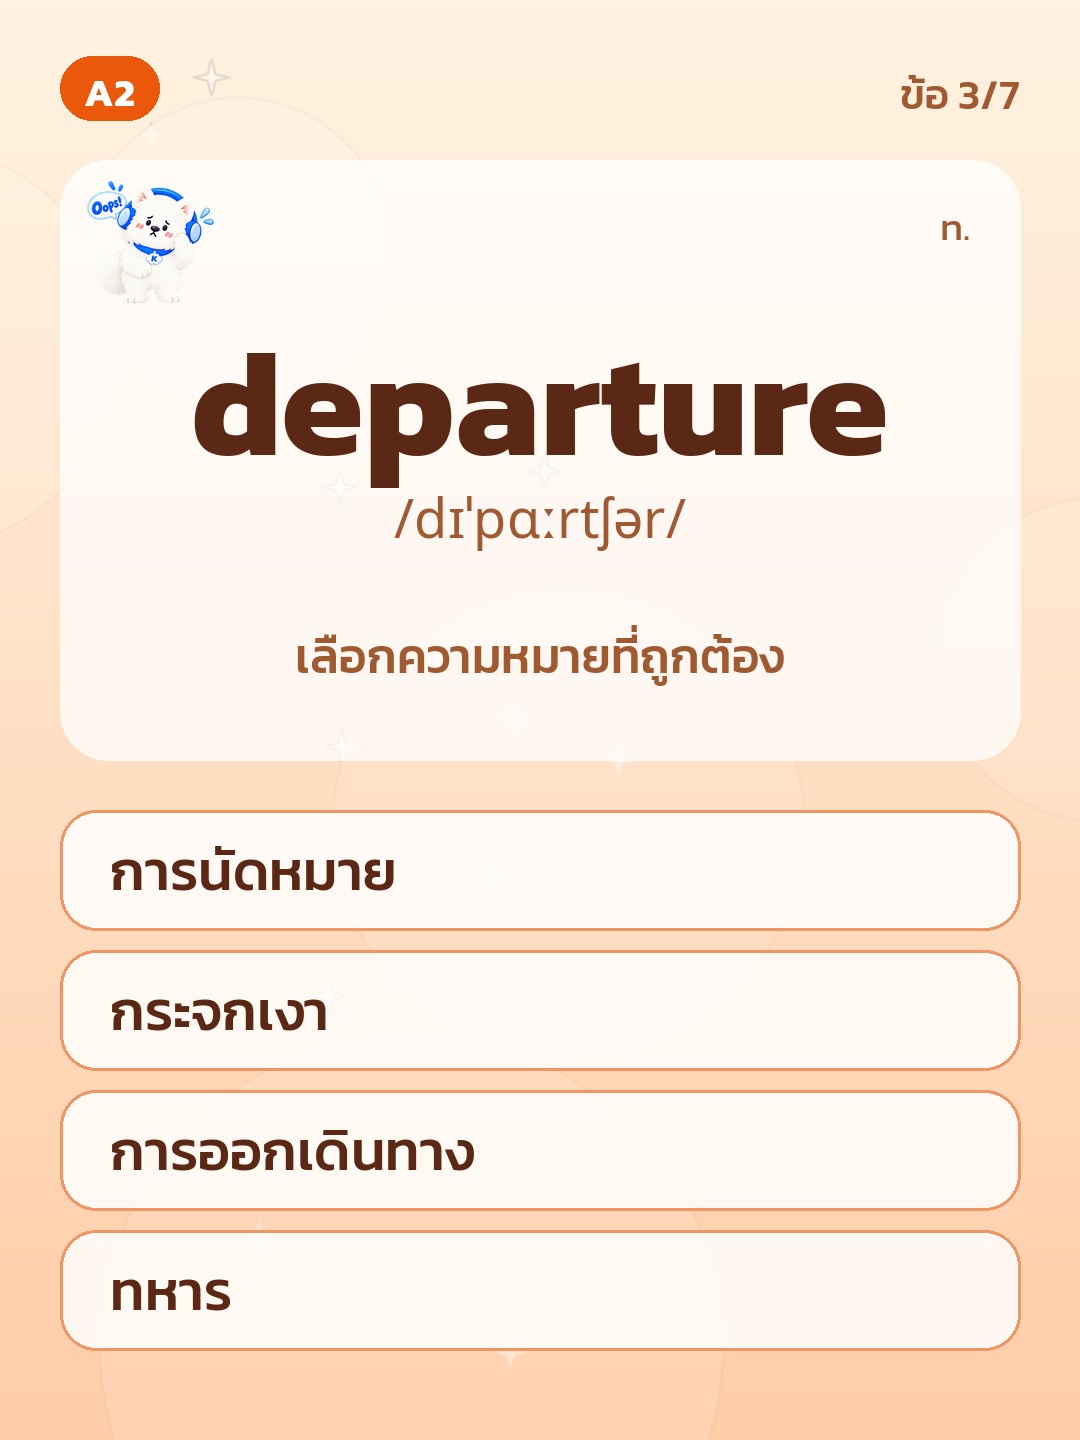 A2
ข้อ 3/7
Oops!
n.
K
departure
/dɪˈpɑːrtʃər/
เลือกความหมายที่ถูกต้อง
การนัดหมาย
กระจกเงา
การออกเดินทาง
ทหาร